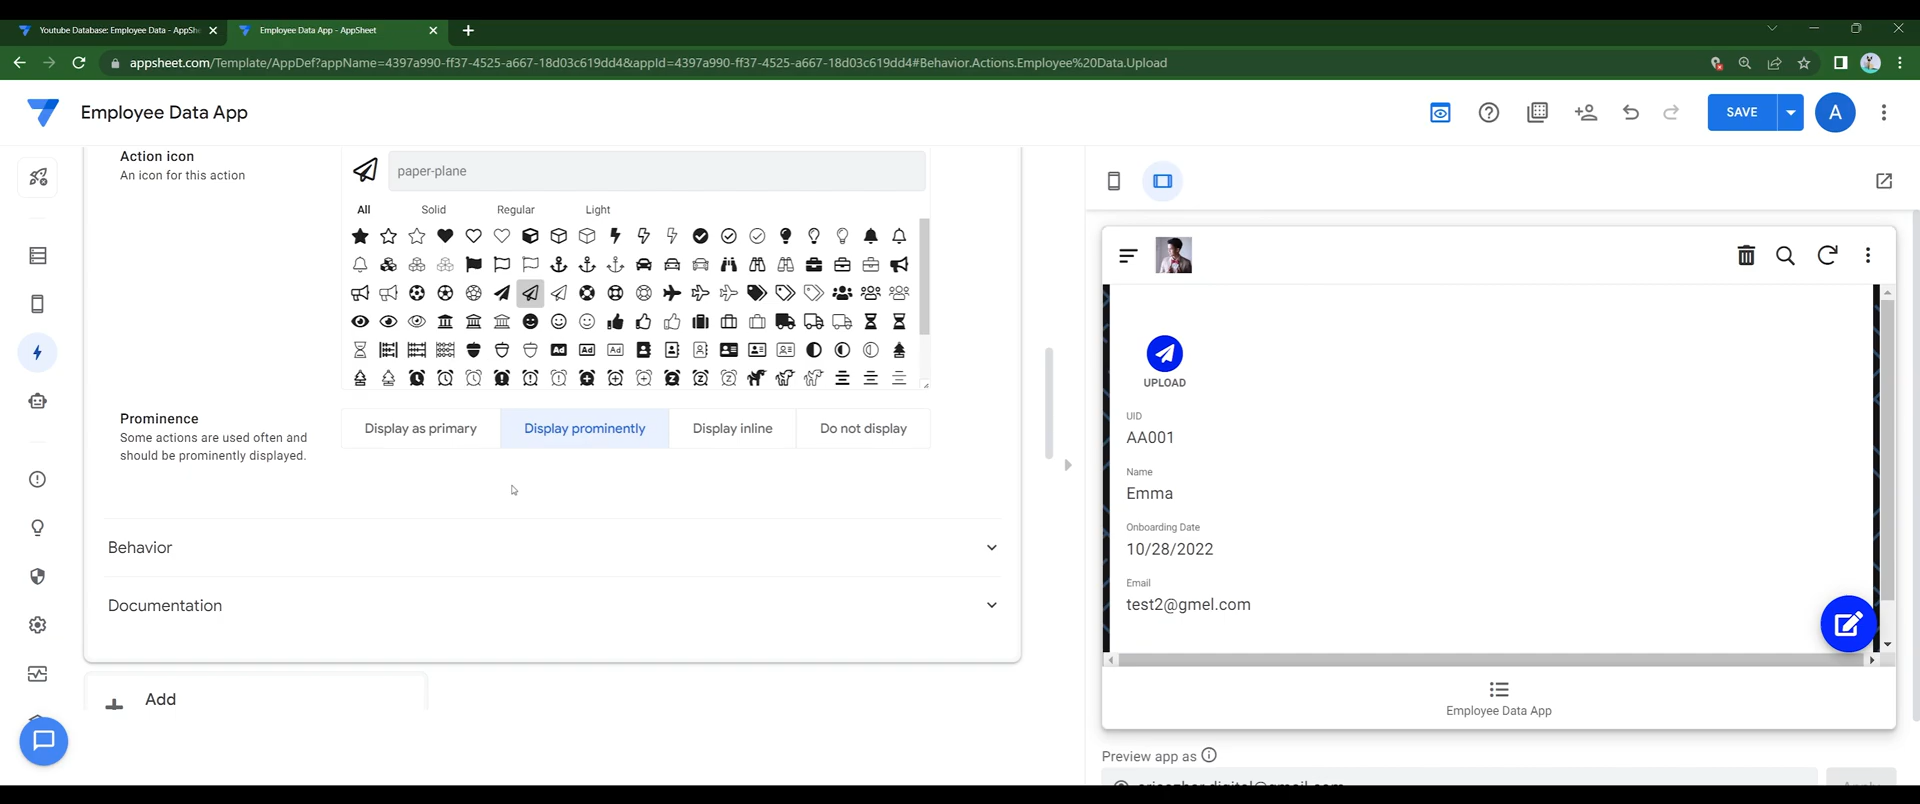 Youtube Database: Employee Data - AppShe
Employee Data App - AppSheet
appsheet.com/Template/AppDef?appName=4397a990-ff37-4525-a667-18d03c619dd4&appId=4397a990-ff37-4525-a667-18d03c619dd4#Behavior.Actions.Employee%20Data.Upload
Employee Data App
SAVE
A
Action icon
An icon for this action
paper-plane
All Solid Regular Light
Prominence
Some actions are used often and
should be prominently displayed.
Display as primary Display prominently Display inline Do not display
Behavior
Documentation
Add
UPLOAD
UID
AA001
Name
Emma
Onboarding Date
10/28/2022
Email
test2@gmel.com
Employee Data App
Preview app as